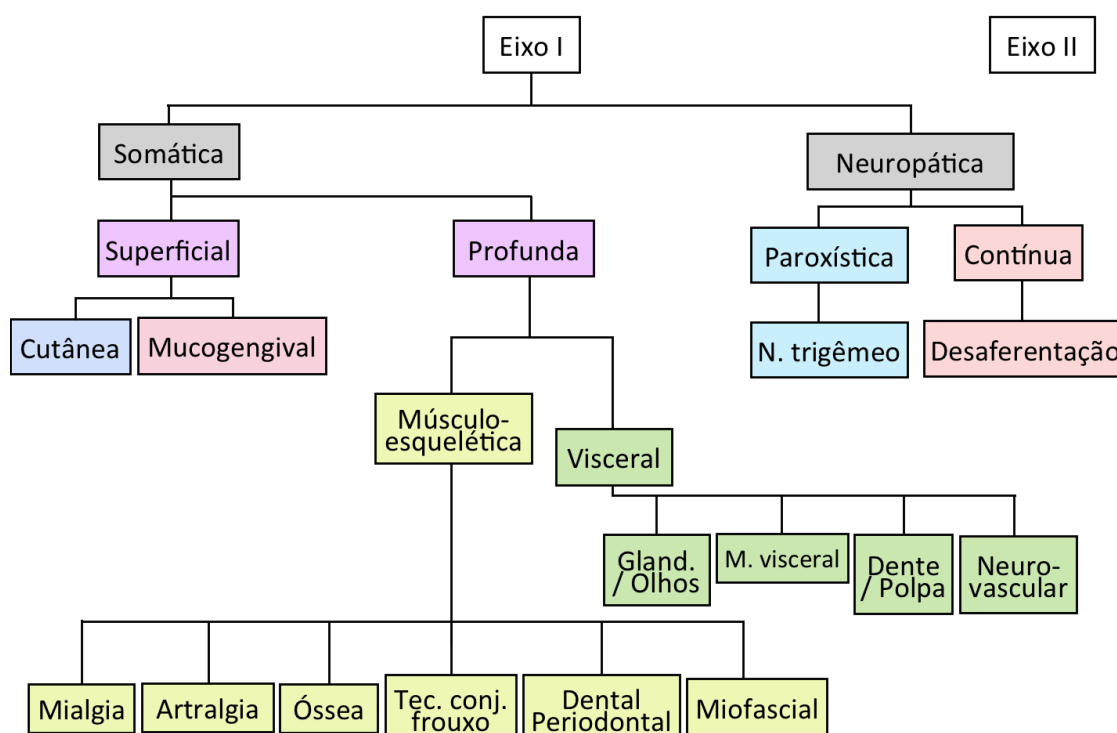 Eixo I
Eixo II
Somática
Neuropática
Superficial
Profunda
Paroxística
Contínua
Cutânea
Mucogengival
N. trigêmeo
Desaferentação
Músculo-
esquelética
Visceral
Gland.
/ Olhos
M. visceral
Dente
/ Polpa
Neuro-
vascular
Mialgia
Artralgia
Óssea
Tec. conj.
frouxo
Dental
Periodontal
Miofascial